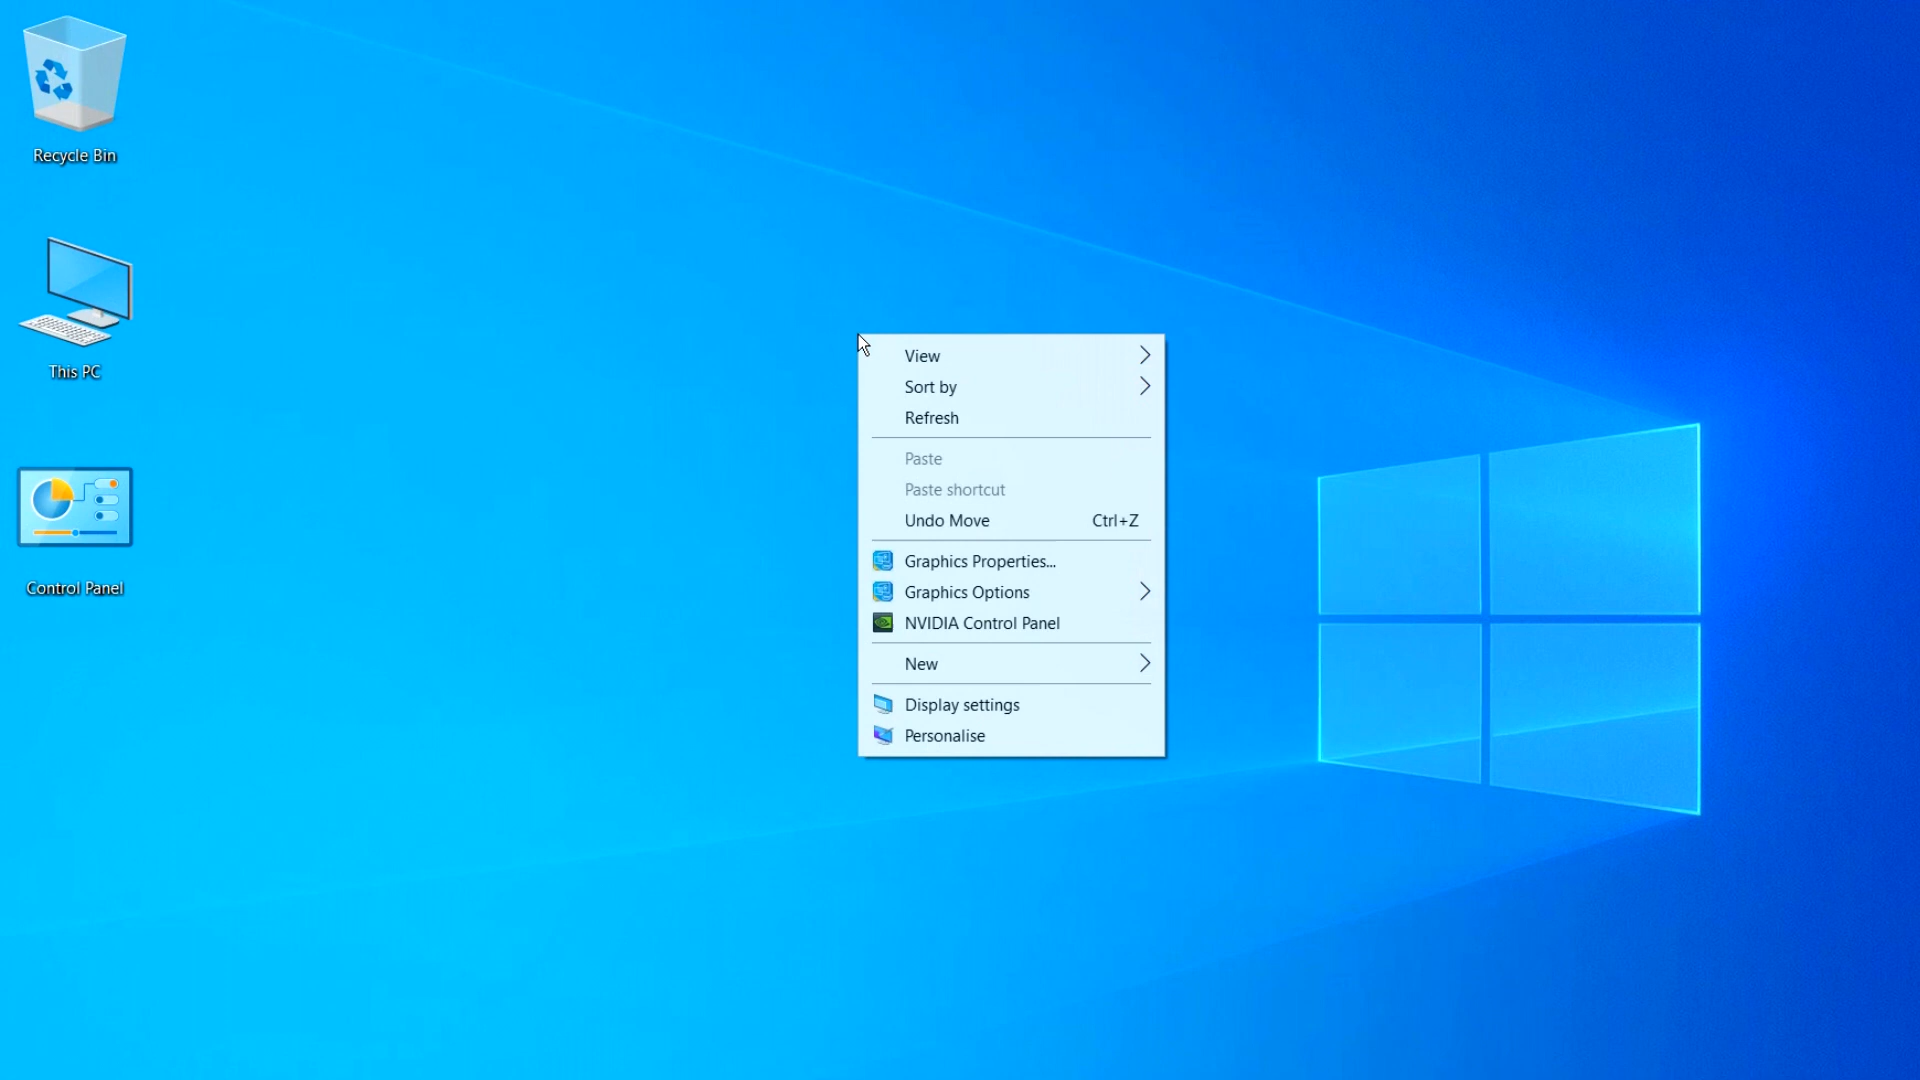 Recycle Bin
This PC
Control Panel
View
Sort by
Refresh
Paste
Paste shortcut
Undo Move Ctrl+Z
Graphics Properties...
Graphics Options
NVIDIA Control Panel
New
Display settings
Personalise